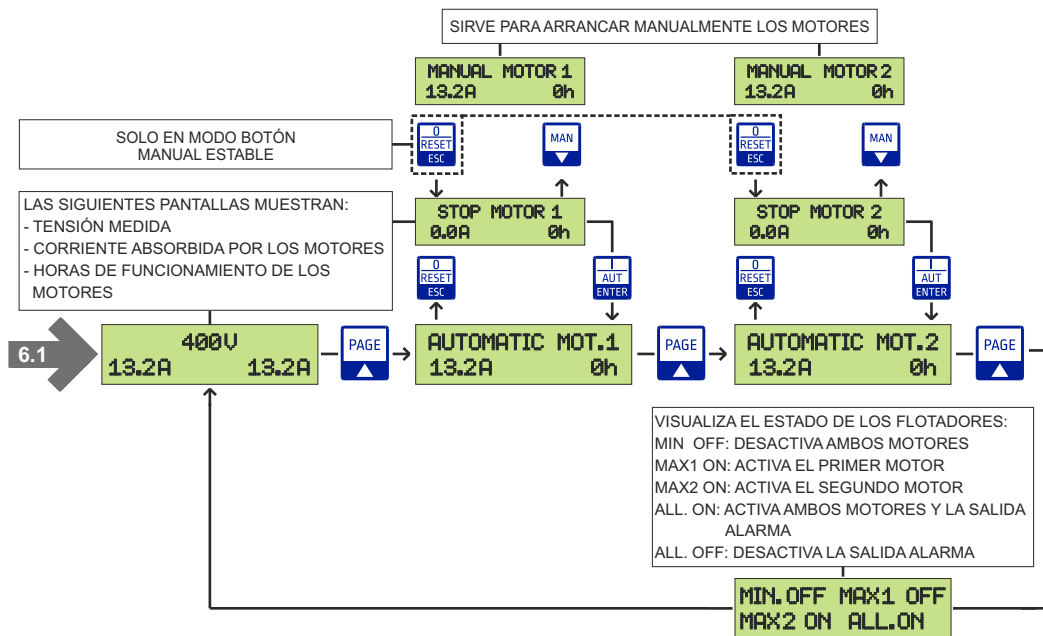 SIRVE PARA ARRANCAR MANUALMENTE LOS MOTORES
MANUAL MOTOR 1
13.2A 0h
MANUAL MOTOR 2
13.2A 0h
SOLO EN MODO BOTÓN
MANUAL ESTABLE
0
RESET
ESC
MAN
0
RESET
ESC
MAN
LAS SIGUIENTES PANTALLAS MUESTRAN:
- TENSIÓN MEDIDA
- CORRIENTE ABSORBIDA POR LOS MOTORES
- HORAS DE FUNCIONAMIENTO DE LOS
MOTORES
STOP MOTOR 1
0.0A 0h
STOP MOTOR 2
0.0A 0h
0
RESET
ESC
I
AUT
ENTER
0
RESET
ESC
I
AUT
ENTER
6.1
400V
13.2A 13.2A
PAGE
AUTOMATIC MOT.1
13.2A 0h
PAGE
AUTOMATIC MOT.2
13.2A 0h
PAGE
VISUALIZA EL ESTADO DE LOS FLOTADORES:
MIN OFF: DESACTIVA AMBOS MOTORES
MAX1 ON: ACTIVA EL PRIMER MOTOR
MAX2 ON: ACTIVA EL SEGUNDO MOTOR
ALL. ON: ACTIVA AMBOS MOTORES Y LA SALIDA
ALARMA
ALL. OFF: DESACTIVA LA SALIDA ALARMA
MIN.OFF MAX1 OFF
MAX2 ON ALL.ON